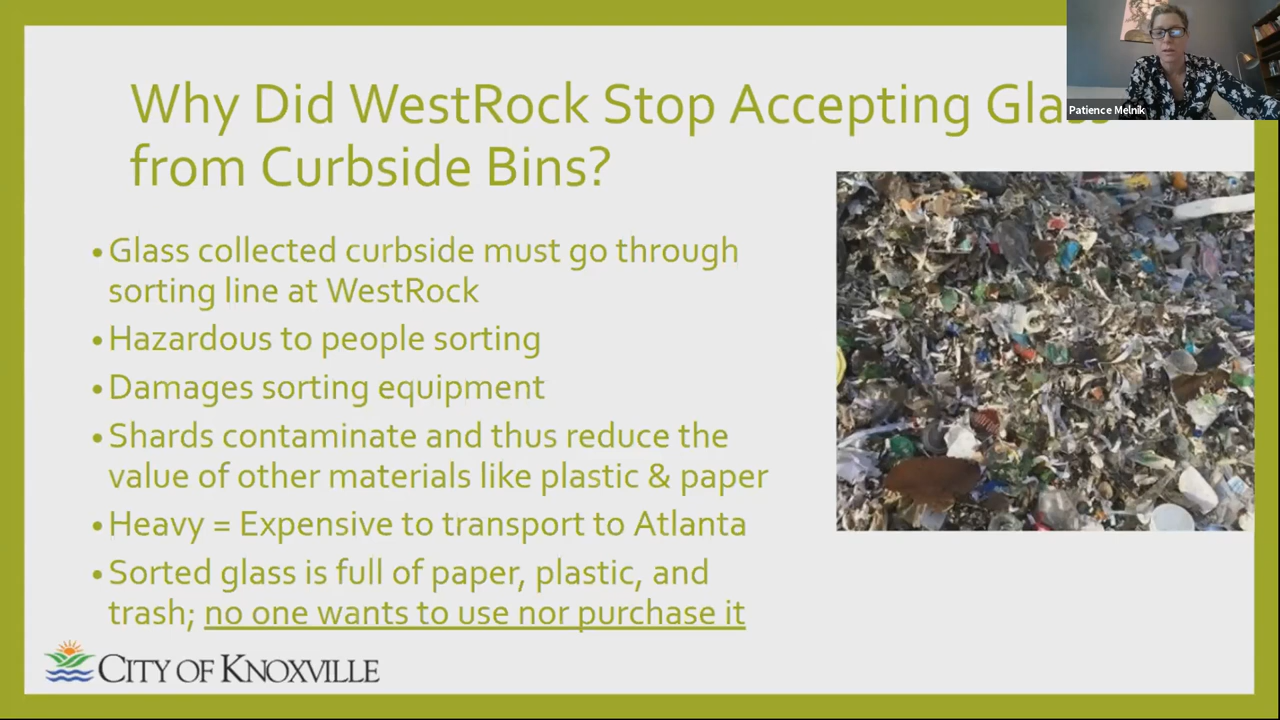 Why Did WestRock Stop Accepting Glass
from Curbside Bins?
Patience Melnik
• Glass collected curbside must go through
sorting line at WestRock
• Hazardous to people sorting
• Damages sorting equipment
• Shards contaminate and thus reduce the
value of other materials like plastic & paper
• Heavy = Expensive to transport to Atlanta
• Sorted glass is full of paper, plastic, and
trash; no one wants to use nor purchase it
CITY OF KNOXVILLE